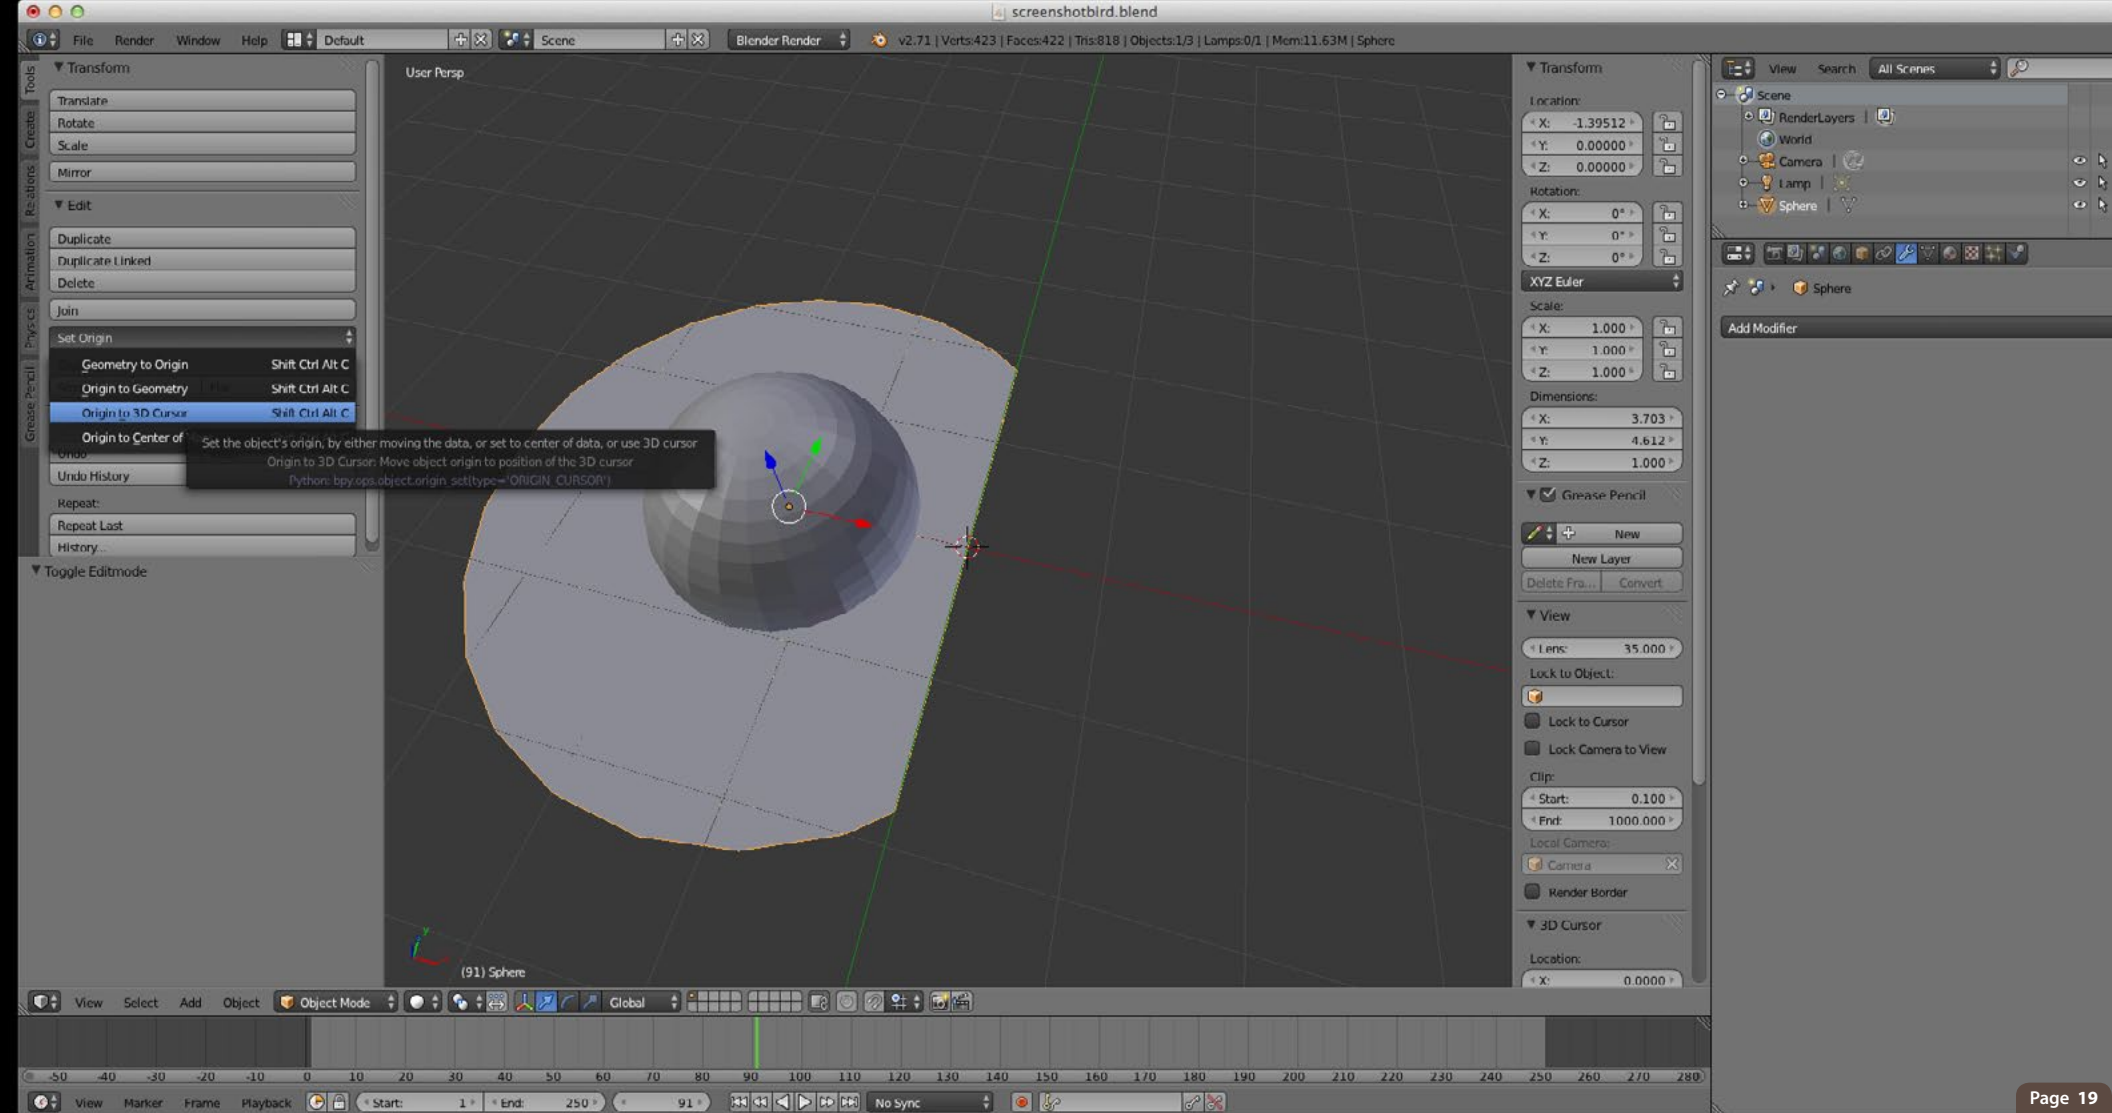 screenshotbird.blend
File Render Window Help Default Scene Blender Render v2.71 | Verts:423 | Faces:422 | Tris:818 | Objects:1/3 | Lamps:0/1 | Mem:11.63M | Sphere
Tools
Create
Relations
Animation
Physics
Grease Pencil
Transform
Translate
Rotate
Scale
Mirror
Edit
Duplicate
Duplicate Linked
Delete
Join
Set Origin
Geometry to Origin Shift Ctrl Alt C
Origin to Geometry Shift Ctrl Alt C
Origin to 3D Cursor Shift Ctrl Alt C
Origin to Center of
Set the object's origin, by either moving the data, or set to center of data, or use 3D cursor
Origin to 3D Cursor: Move object origin to position of the 3D cursor
Python: bpy.ops.object.origin_set(type='ORIGIN_CURSOR')
Undo
Undo History
Repeat:
Repeat Last
History...
Toggle Editmode
User Persp
y
(91) Sphere
Transform
Location:
X: -1.39512
Y: 0.00000
Z: 0.00000
Rotation:
X: 0°
Y: 0°
Z: 0°
XYZ Euler
Scale:
X: 1.000
Y: 1.000
Z: 1.000
Dimensions:
X: 3.703
Y: 4.612
Z: 1.000
Grease Pencil
New
New Layer
Delete Fra... Convert
View
Lens: 35.000
Lock to Object:
Lock to Cursor
Lock Camera to View
Clip:
Start: 0.100
End: 1000.000
Local Camera:
Camera
Render Border
3D Cursor
Location:
X: 0.0000
View Search All Scenes
Scene
RenderLayers |
World
Camera |
Lamp |
Sphere |
Sphere
Add Modifier
View Select Add Object Object Mode Global
-50 -40 -30 -20 -10 0 10 20 30 40 50 60 70 80 90 100 110 120 130 140 150 160 170 180 190 200 210 220 230 240 250 260 270 280
View Marker Frame Playback Start: 1 End: 250 91 No Sync
Page 19